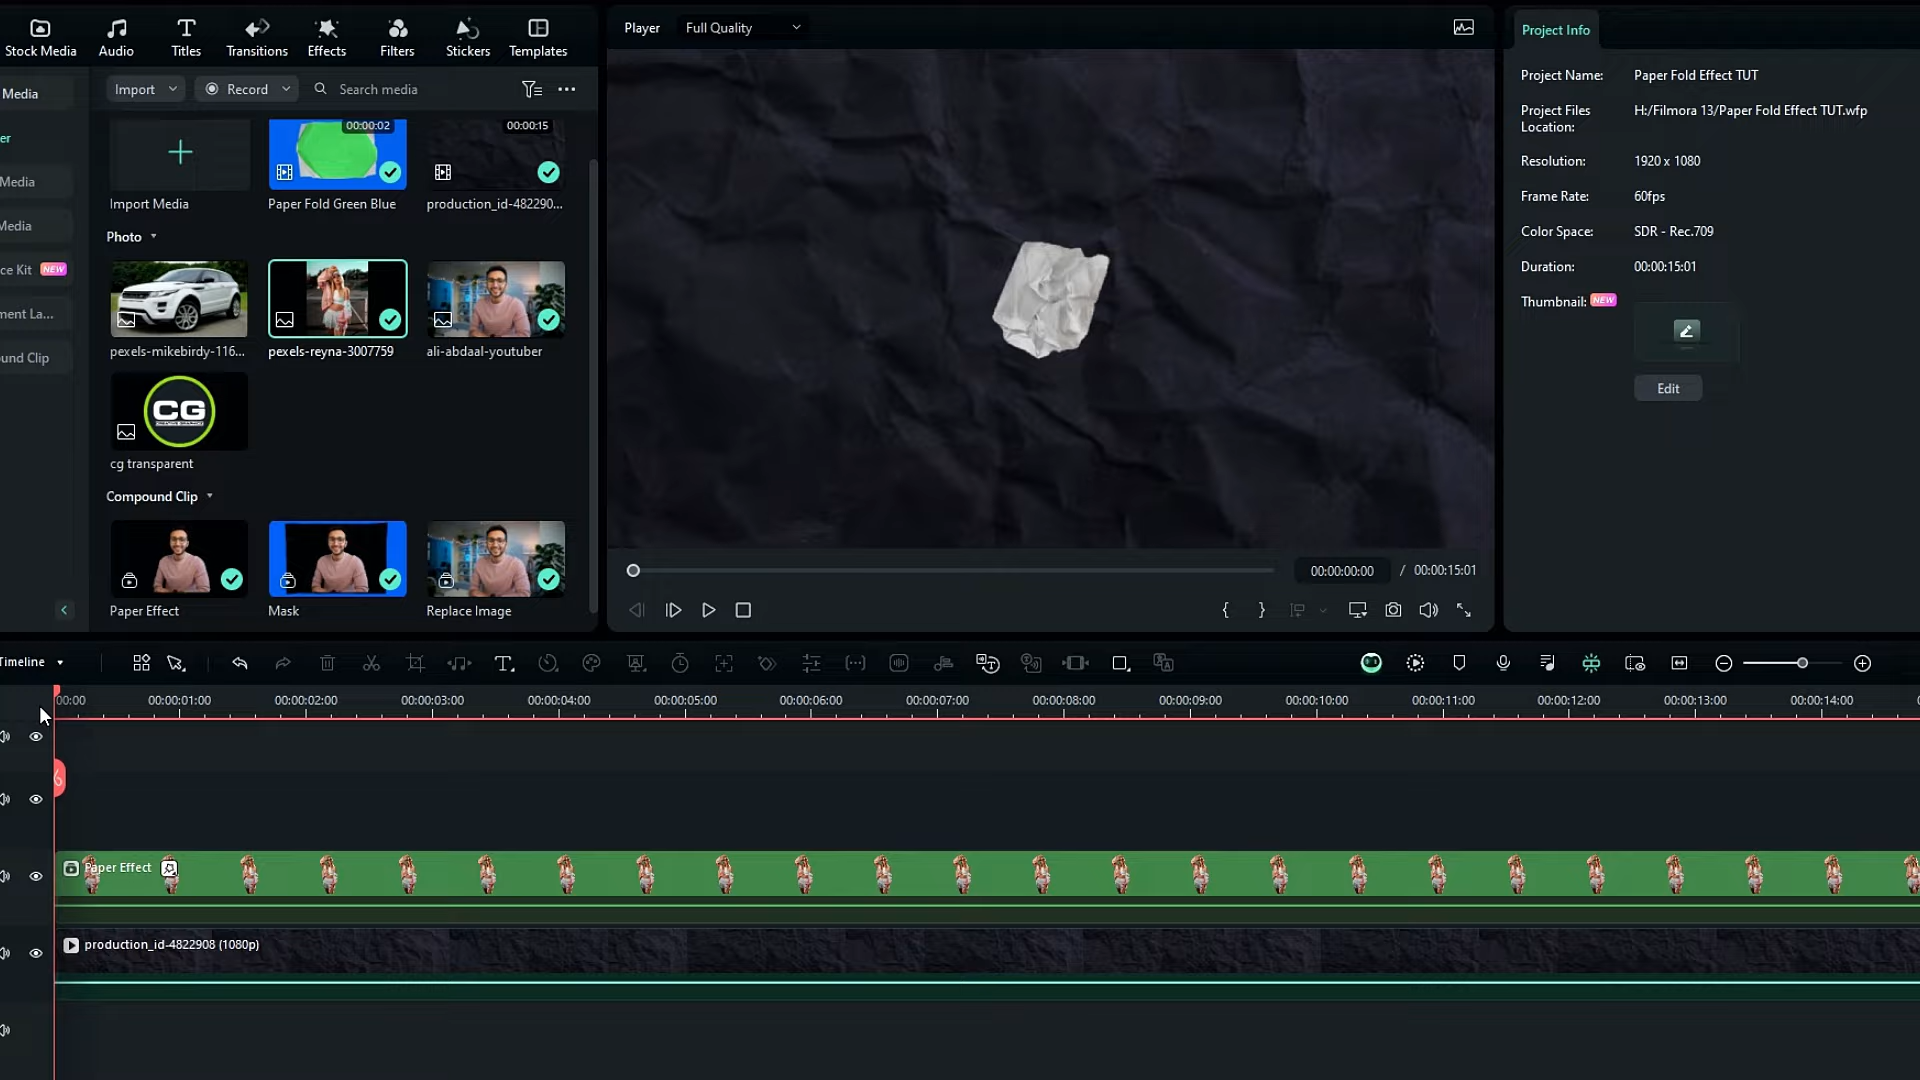 Stock Media
Audio
Titles
Transitions
Effects
Filters
Stickers
Templates
Player
Full Quality
Project Info
Media
Import
Record
Search media
Project Name:
Paper Fold Effect TUT
Project Files
Location:
H:/Filmora 13/Paper Fold Effect TUT.wfp
00:00:02
00:00:15
er
Resolution:
1920 x 1080
Media
Import Media
Paper Fold Green Blue
production_id-482290...
Frame Rate:
60fps
Media
Photo
Color Space:
SDR - Rec.709
ce Kit
NEW
Duration:
00:00:15:01
Thumbnail:
NEW
ment La...
pexels-mikebirdy-116...
pexels-reyna-3007759
ali-abdaal-youtuber
und Clip
Edit
CG
cg transparent
Compound Clip
00:00:00:00
/
00:00:15:01
Paper Effect
Mask
Replace Image
Timeline
00:00
00:00:01:00
00:00:02:00
00:00:03:00
00:00:04:00
00:00:05:00
00:00:06:00
00:00:07:00
00:00:08:00
00:00:09:00
00:00:10:00
00:00:11:00
00:00:12:00
00:00:13:00
00:00:14:00
Paper Effect
production_id-4822908 (1080p)